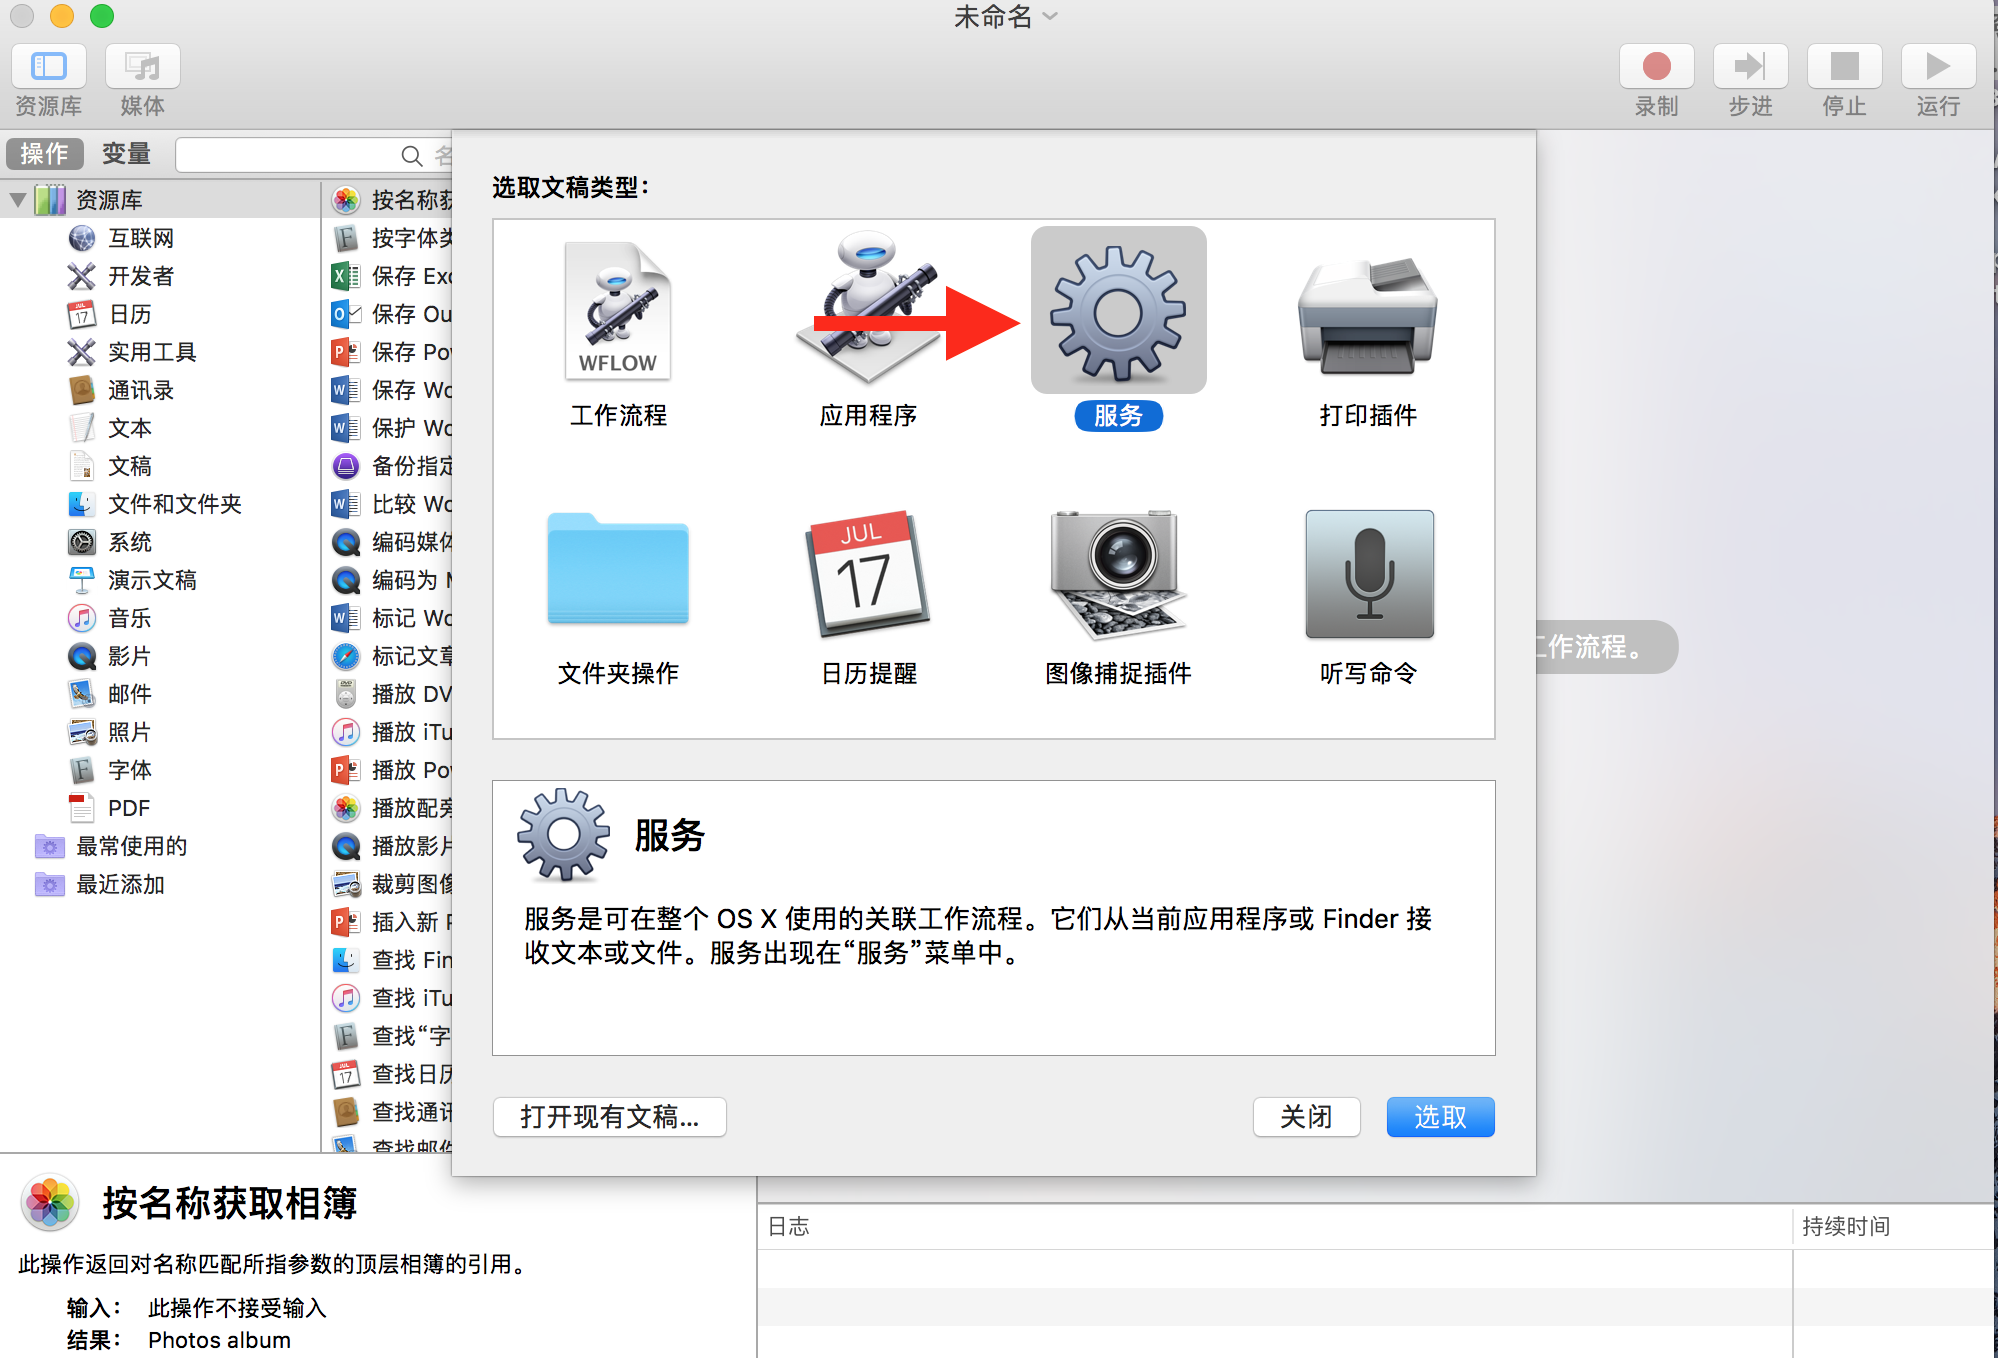 未命名
资源库
媒体
录制
步进
停止
运行
操作
变量
资源库
互联网
开发者
日历
实用工具
通讯录
文本
文稿
文件和文件夹
系统
演示文稿
音乐
影片
邮件
照片
字体
PDF
最常使用的
最近添加
按名称
按字体
保存 Exc
保存 Ou
保存 Po
保存 Wo
保护 Wo
备份指定
比较 Wo
编码媒体
编码为
标记 Wo
标记文章
播放 DV
播放 iTu
播放 Pow
播放配旁
播放影片
裁剪图像
插入新
查找 Fin
查找 iTu
查找“字
查找日历
查找通讯
查找邮件
选取文稿类型：
WFLOW
工作流程
应用程序
服务
打印插件
文件夹操作
JUL
17
日历提醒
图像捕捉插件
听写命令
工作流程。
服务
服务是可在整个 OS X 使用的关联工作流程。它们从当前应用程序或 Finder 接
收文本或文件。服务出现在“服务”菜单中。
打开现有文稿...
关闭
选取
按名称获取相簿
此操作返回对名称匹配所指参数的顶层相簿的引用。
输入： 此操作不接受输入
结果： Photos album
日志
持续时间